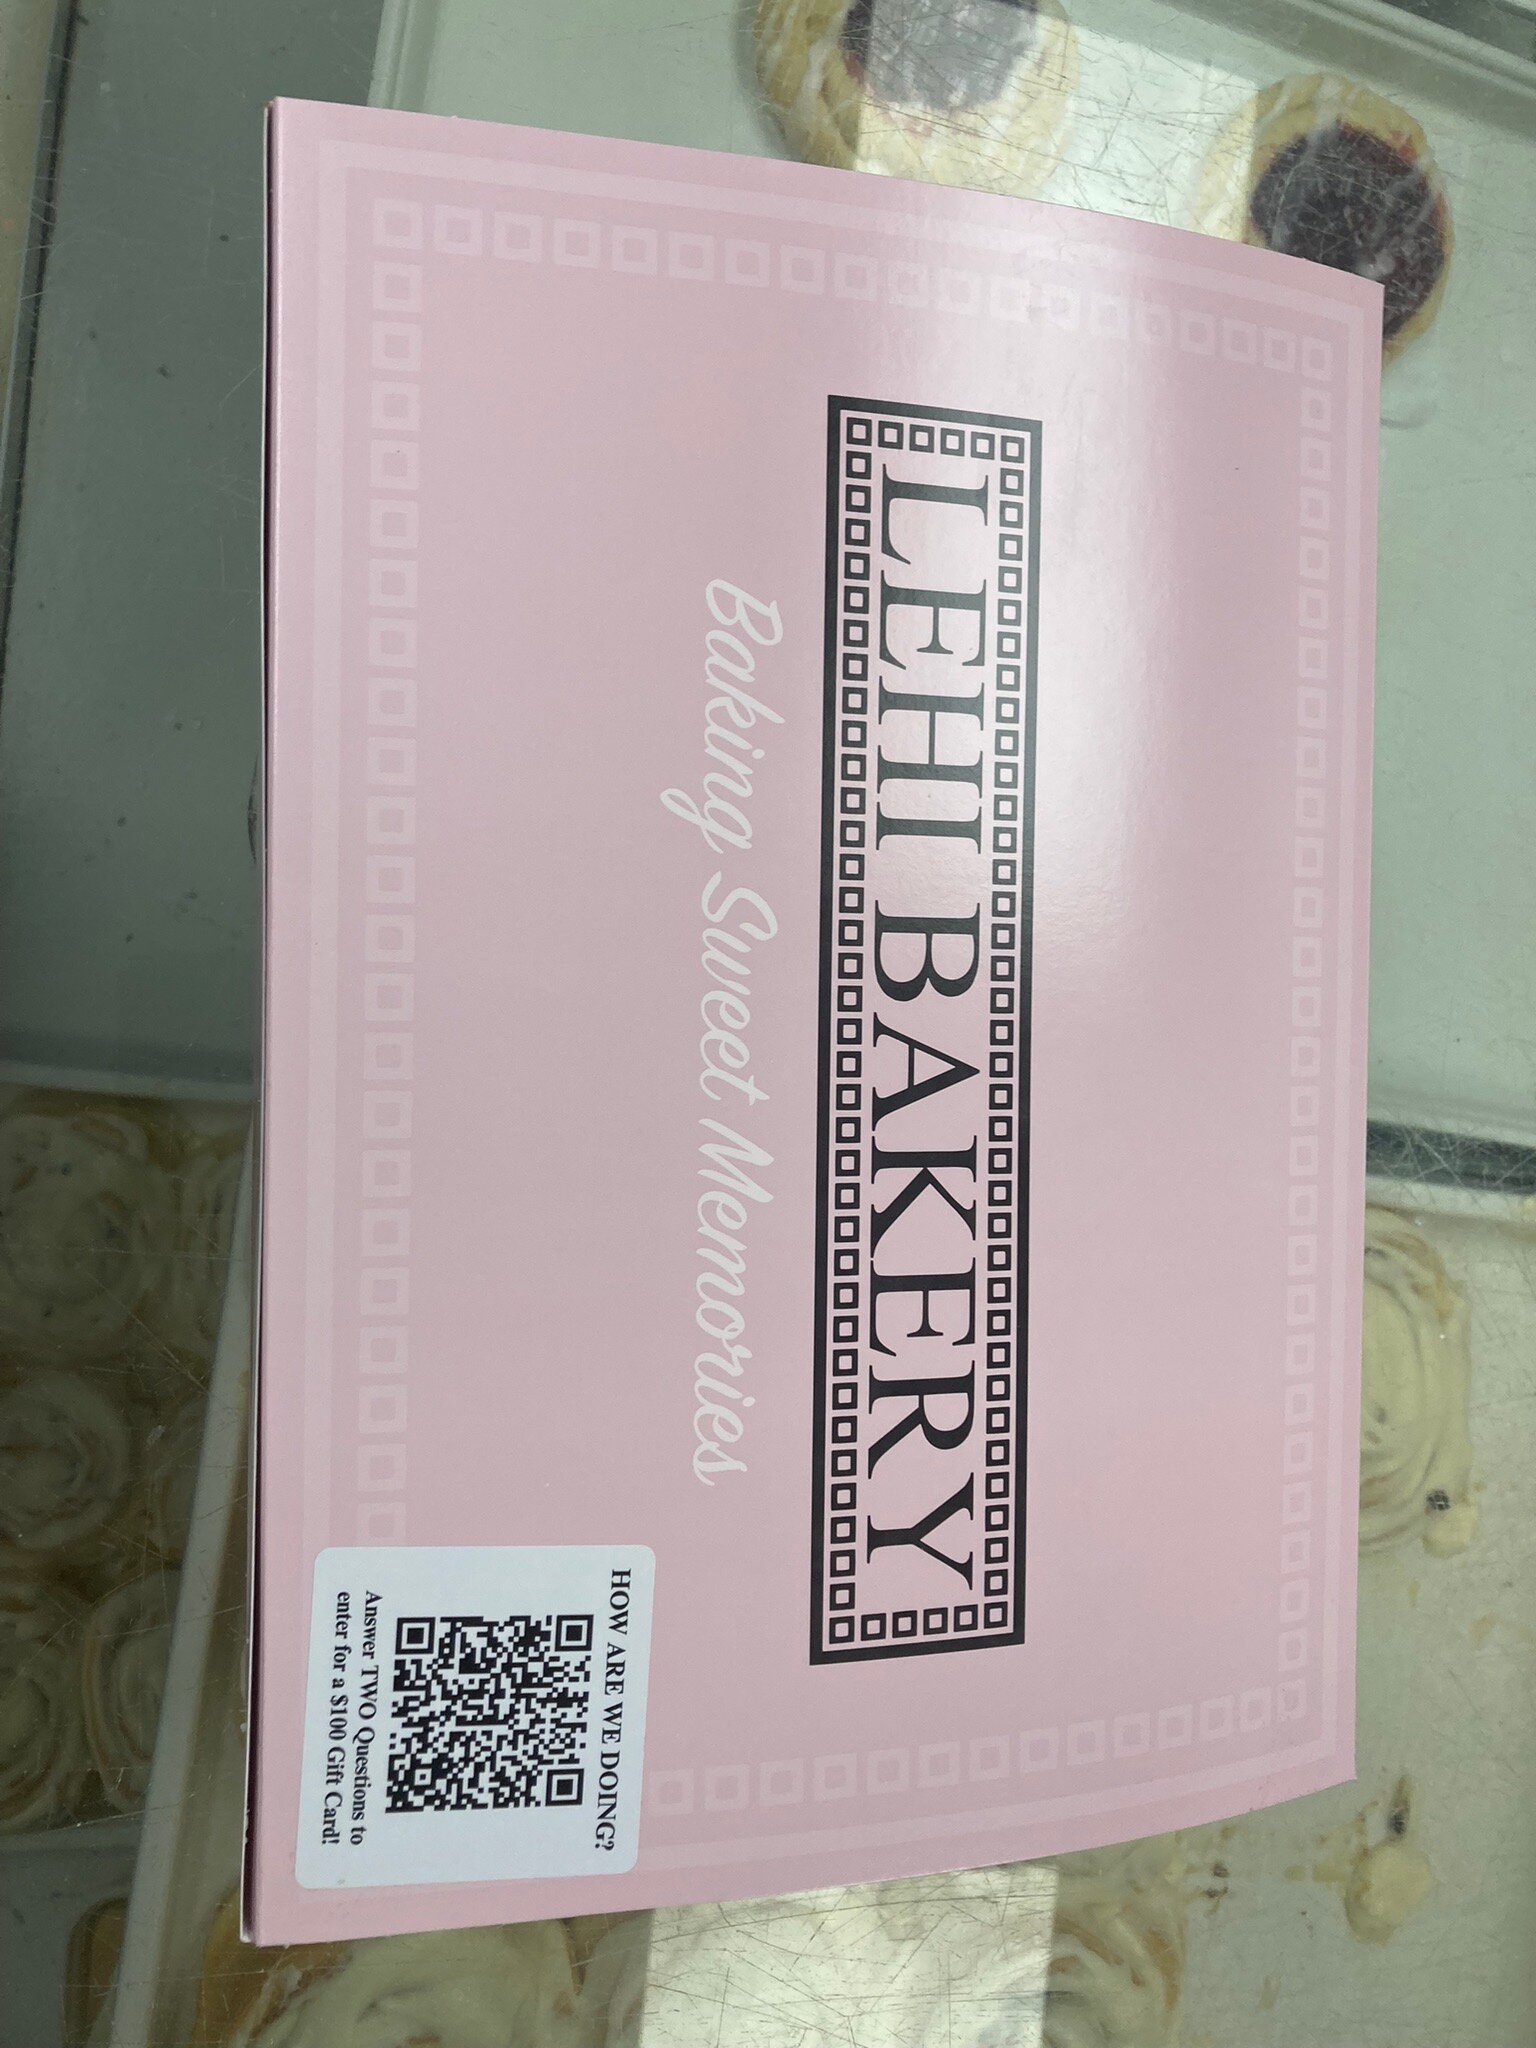 LEHI BAKERY
Baking Sweet Memories
HOW ARE WE DOING?
Answer TWO Questions to
enter for a $100 Gift Card!